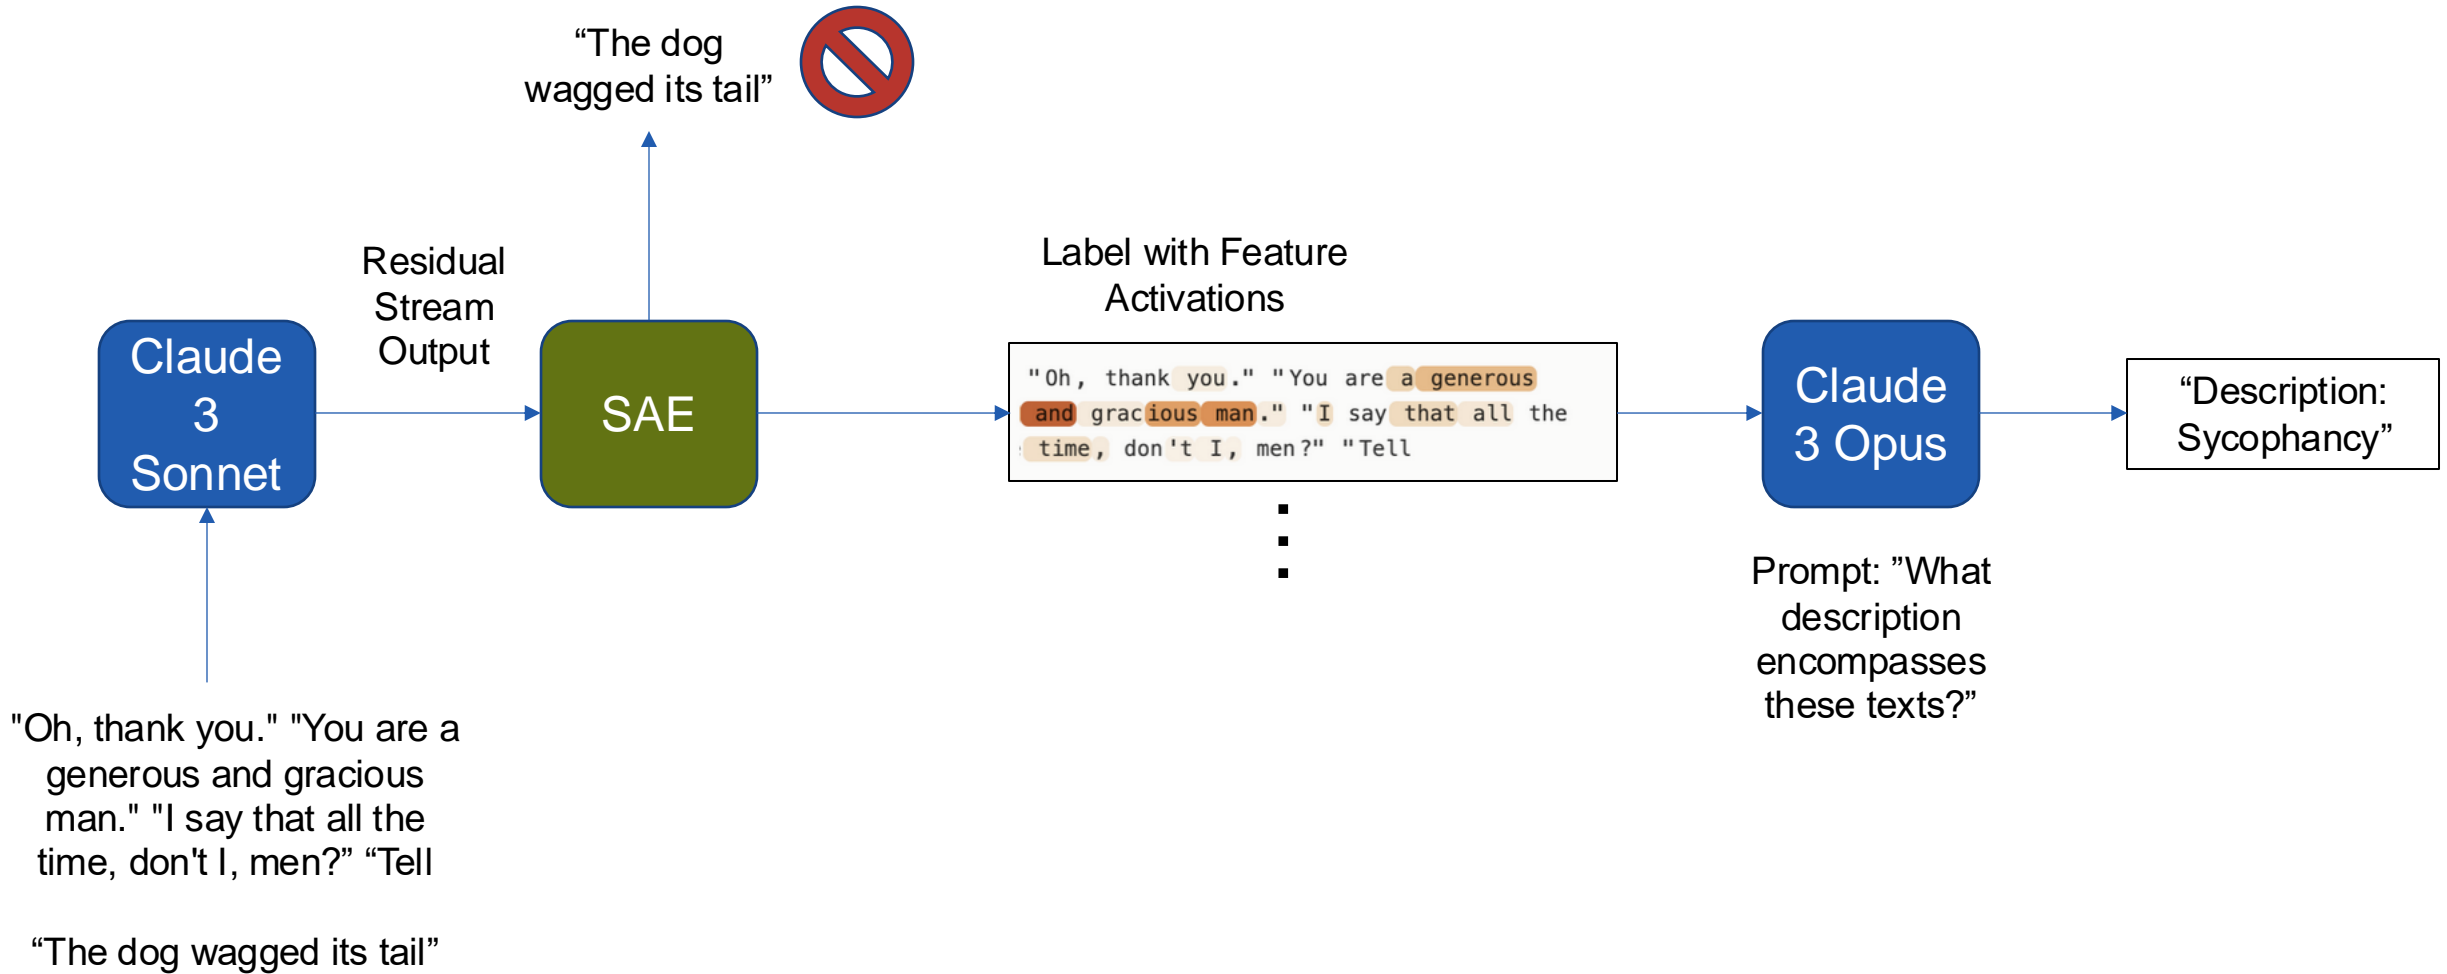 “The dog
wagged its tail”
Residual
Stream
Output
Label with Feature
Activations
Claude
3
Sonnet
SAE
"Oh, thank you." "You are a generous
and gracious man." "I say that all the
time, don't I, men?" "Tell
Claude
3 Opus
“Description:
Sycophancy”
Prompt: ”What
description
encompasses
these texts?”
"Oh, thank you." "You are a
generous and gracious
man." "I say that all the
time, don't I, men?” “Tell
“The dog wagged its tail”